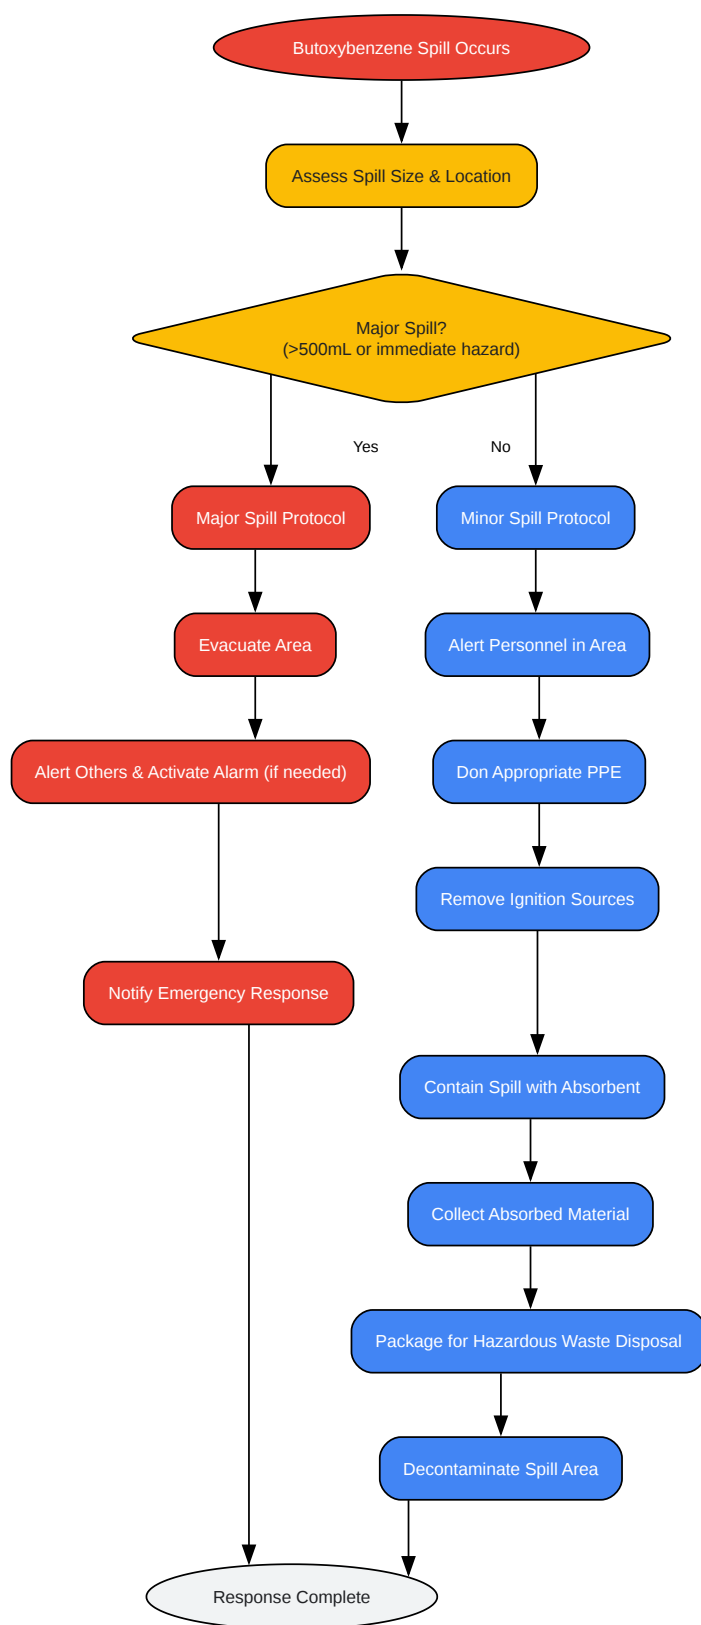 Butoxybenzene Spill Occurs
Assess Spill Size & Location
Major Spill?
(>500mL or immediate hazard)
Yes
No
Major Spill Protocol
Minor Spill Protocol
Evacuate Area
Alert Personnel in Area
Alert Others & Activate Alarm (if needed)
Don Appropriate PPE
Remove Ignition Sources
Notify Emergency Response
Contain Spill with Absorbent
Collect Absorbed Material
Package for Hazardous Waste Disposal
Decontaminate Spill Area
Response Complete